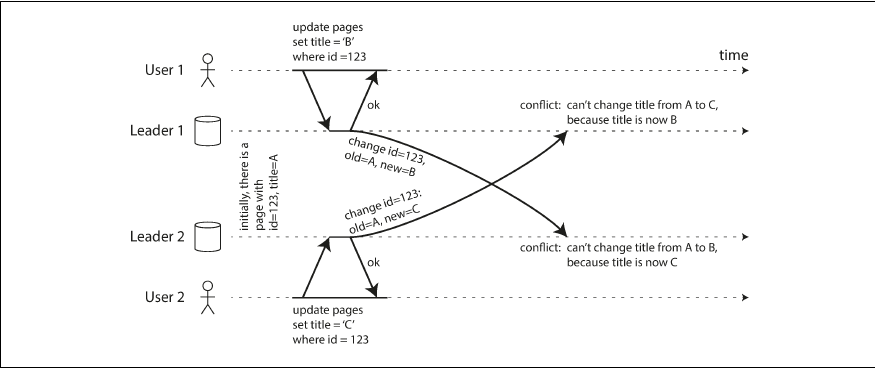 update pages
set title = ‘B’
where id =123
time
User 1
ok
conflict: can’t change title from A to C,
because title is now B
Leader 1
change id=123,
old=A, new=B
initially, there is a
page with
id=123, title=A
change id=123:
old=A, new=C
Leader 2
conflict: can’t change title from A to B,
because title is now C
ok
User 2
update pages
set title = ‘C’
where id = 123